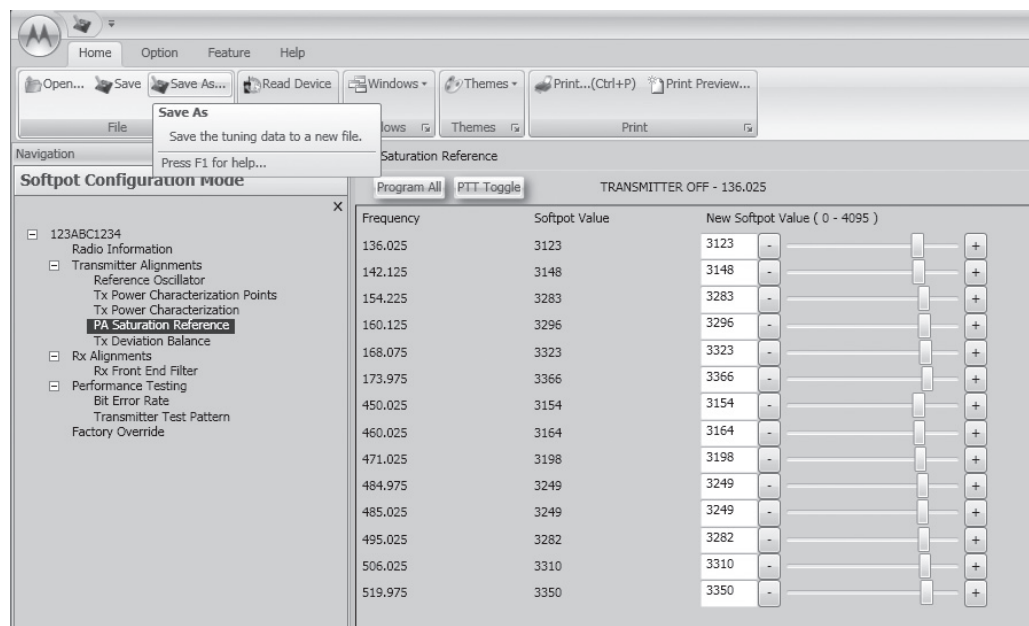 Home Option Feature Help
Open... Save Save As... Read Device Windows Themes Print...(Ctrl+P) Print Preview...
File Themes Print
Save As
Save the tuning data to a new file.
Press F1 for help...
Navigation
Softpot Configuration Mode
x
123ABC1234
Radio Information
Transmitter Alignments
Reference Oscillator
Tx Power Characterization Points
Tx Power Characterization
PA Saturation Reference
Tx Deviation Balance
Rx Alignments
Rx Front End Filter
Performance Testing
Bit Error Rate
Transmitter Test Pattern
Factory Override
Saturation Reference
Program All PTT Toggle TRANSMITTER OFF - 136.025
Frequency Softpot Value New Softpot Value ( 0 - 4095 )
136.025 3123 3123 - +
142.125 3148 3148 - +
154.225 3283 3283 - +
160.125 3296 3296 - +
168.075 3323 3323 - +
173.975 3366 3366 - +
450.025 3154 3154 - +
460.025 3164 3164 - +
471.025 3198 3198 - +
484.975 3249 3249 - +
485.025 3249 3249 - +
495.025 3282 3282 - +
506.025 3310 3310 - +
519.975 3350 3350 - +